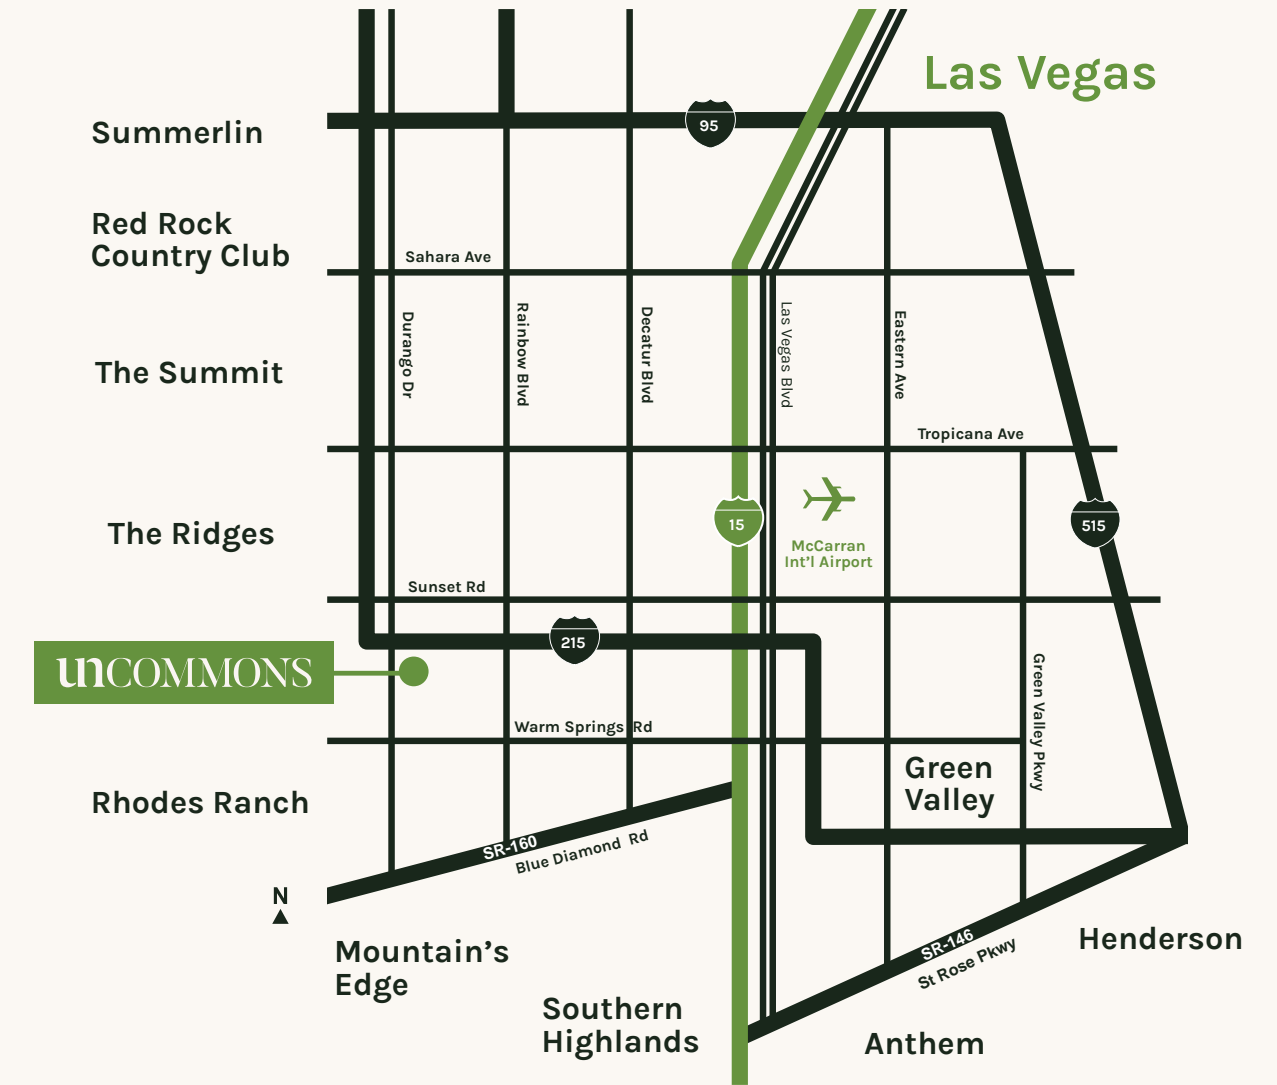 Las Vegas
95
Summerlin
Red Rock
Country Club
Sahara Ave
Durango Dr
Rainbow Blvd
Decatur Blvd
Las Vegas Blvd
Eastern Ave
The Summit
Tropicana Ave
15
515
The Ridges
McCarran
Int'l Airport
Sunset Rd
215
unCOMMONS
Green Valley Pkwy
Warm Springs Rd
Green
Valley
Rhodes Ranch
SR-160
Blue Diamond Rd
N
Mountain’s
Edge
SR-146
St Rose Pkwy
Henderson
Southern
Highlands
Anthem